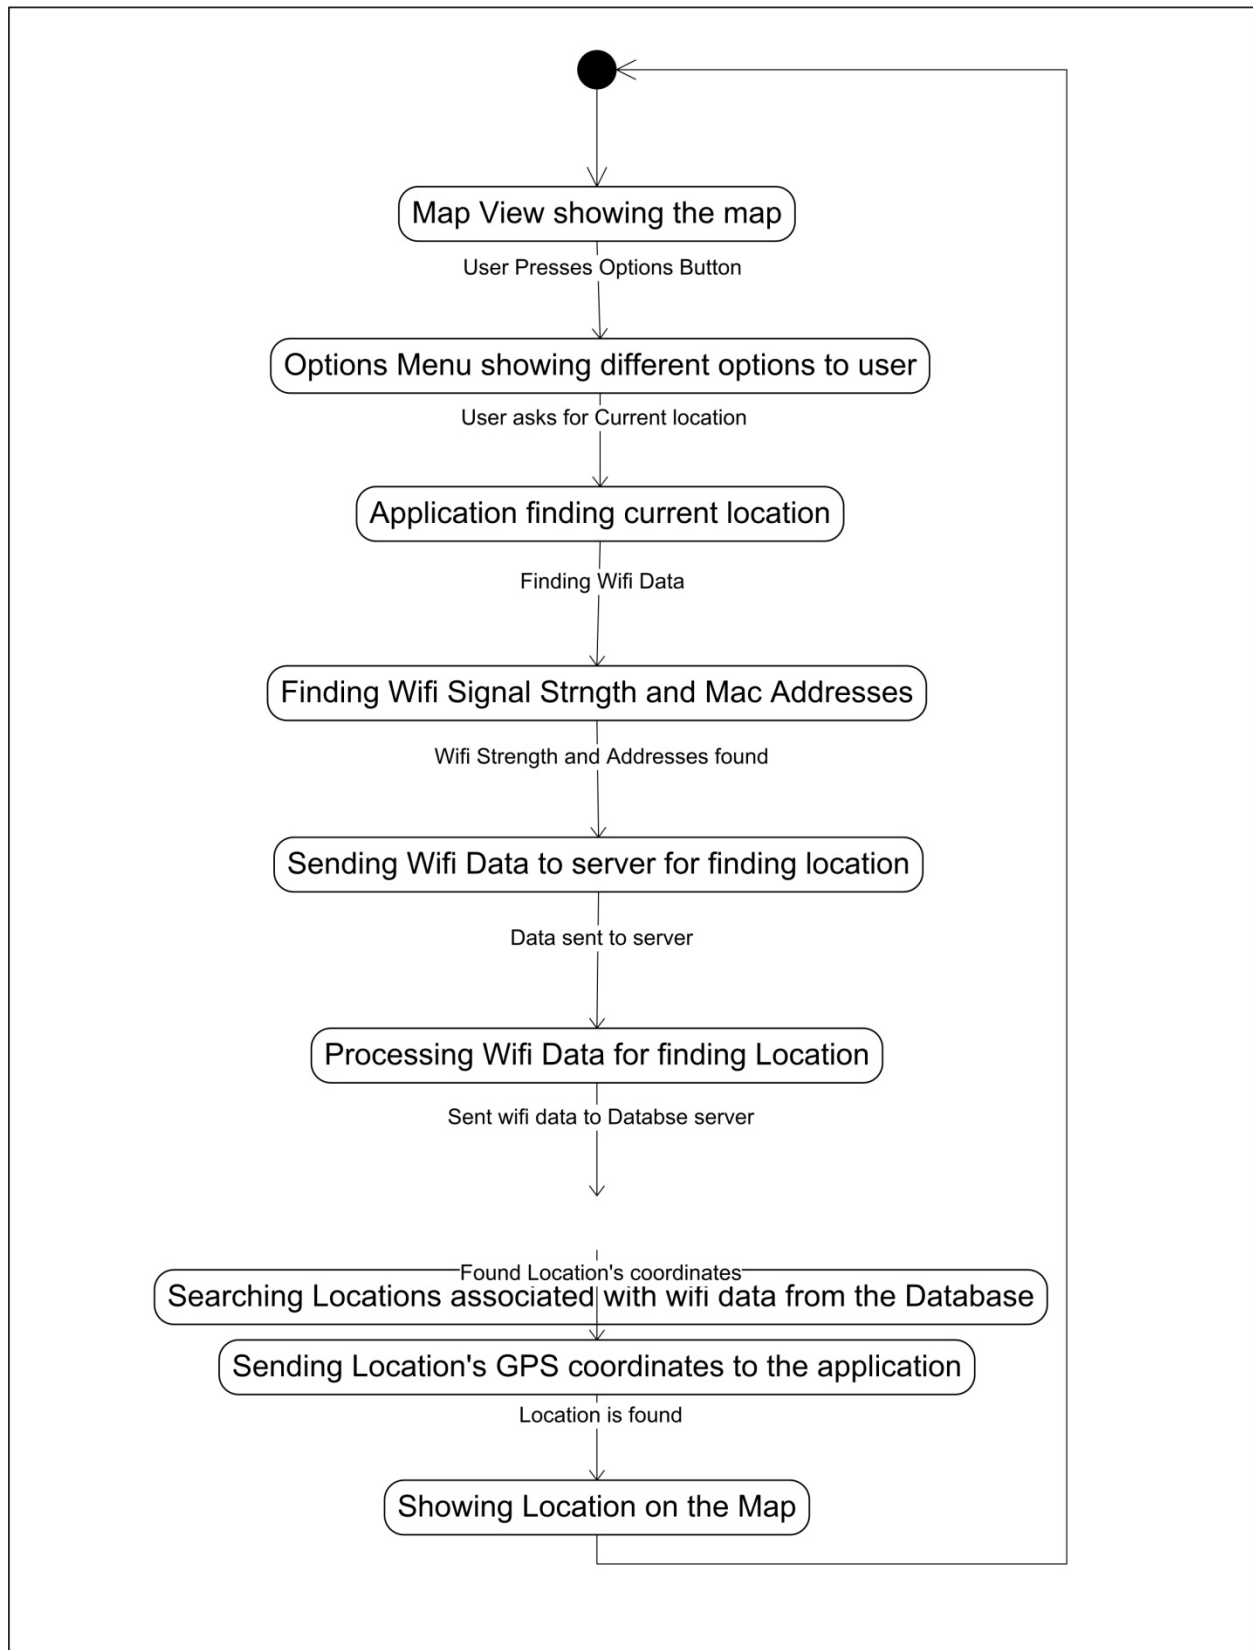 Map View showing the map
User Presses Options Button
Options Menu showing different options to user
User asks for Current location
Application finding current location
Finding Wifi Data
Finding Wifi Signal Strngth and Mac Addresses
Wifi Strength and Addresses found
Sending Wifi Data to server for finding location
Data sent to server
Processing Wifi Data for finding Location
Sent wifi data to Databse server
Found Location's coordinates
Searching Locations associated with wifi data from the Database
Sending Location's GPS coordinates to the application
Location is found
Showing Location on the Map